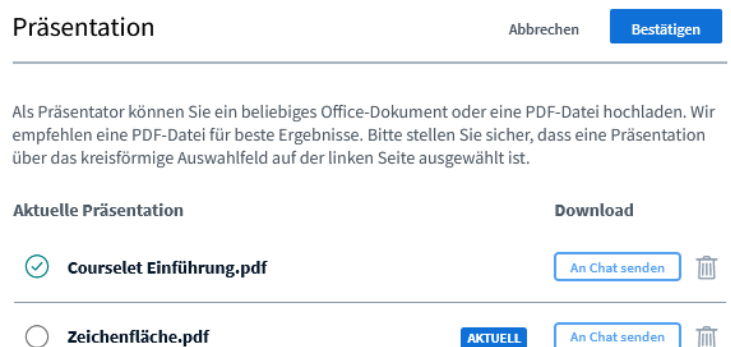 Präsentation Abbrechen Bestätigen
Als Präsentator können Sie ein beliebiges Office-Dokument oder eine PDF-Datei hochladen. Wir
empfehlen eine PDF-Datei für beste Ergebnisse. Bitte stellen Sie sicher, dass eine Präsentation
über das kreisförmige Auswahlfeld auf der linken Seite ausgewählt ist.
Aktuelle Präsentation Download
Courselet Einführung.pdf An Chat senden
Zeichenfläche.pdf AKTUELL An Chat senden